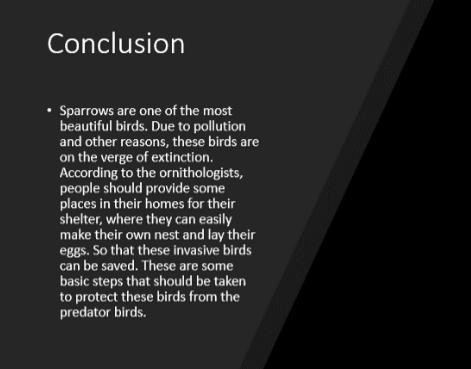 Conclusion
• Sparrows are one of the most
beautiful birds. Due to pollution
and other reasons, these birds are
on the verge of extinction.
According to the ornithologists,
people should provide some
places in their homes for their
shelter, where they can easily
make their own nest and lay their
eggs. So that these invasive birds
can be saved. These are some
basic steps that should be taken
to protect these birds from the
predator birds.